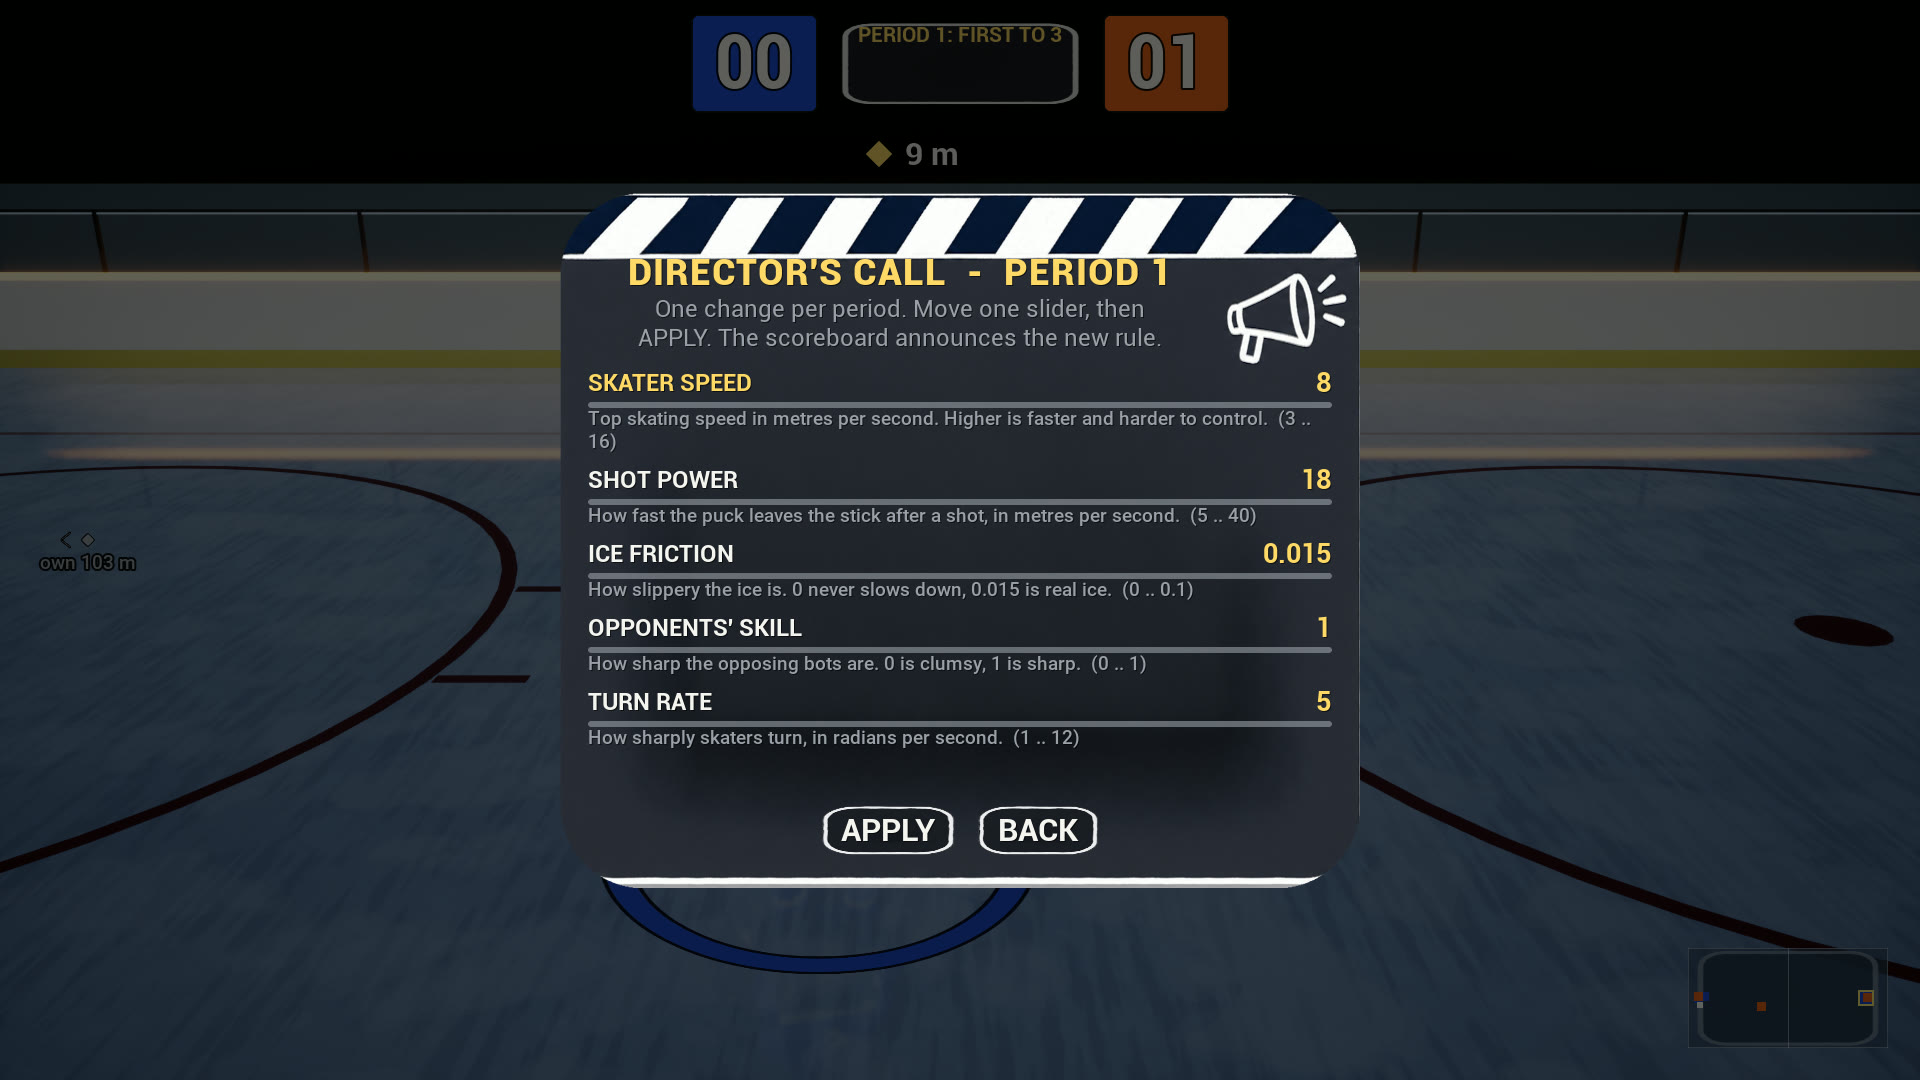 00
PERIOD 1: FIRST TO 3
01
9 m
DIRECTOR'S CALL - PERIOD 1
One change per period. Move one slider, then
APPLY. The scoreboard announces the new rule.
SKATER SPEED 8
Top skating speed in metres per second. Higher is faster and harder to control. (3 ..
16)
SHOT POWER 18
How fast the puck leaves the stick after a shot, in metres per second. (5 .. 40)
ICE FRICTION 0.015
How slippery the ice is. 0 never slows down, 0.015 is real ice. (0 .. 0.1)
OPPONENTS' SKILL 1
How sharp the opposing bots are. 0 is clumsy, 1 is sharp. (0 .. 1)
TURN RATE 5
How sharply skaters turn, in radians per second. (1 .. 12)
APPLY BACK
own 103 m